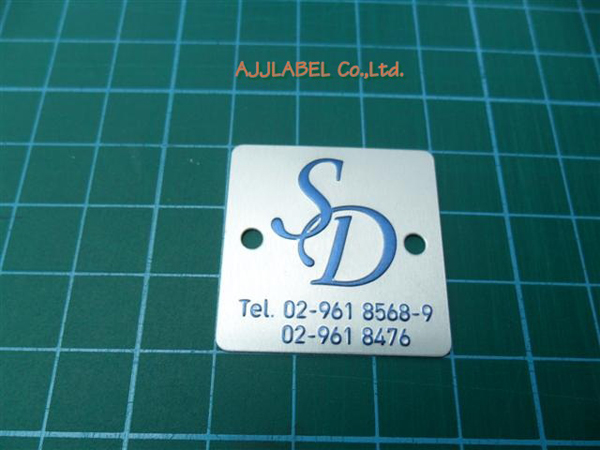 AJJLABEL Co.,Ltd.
SD
Tel. 02-961 8568-9
02-961 8476